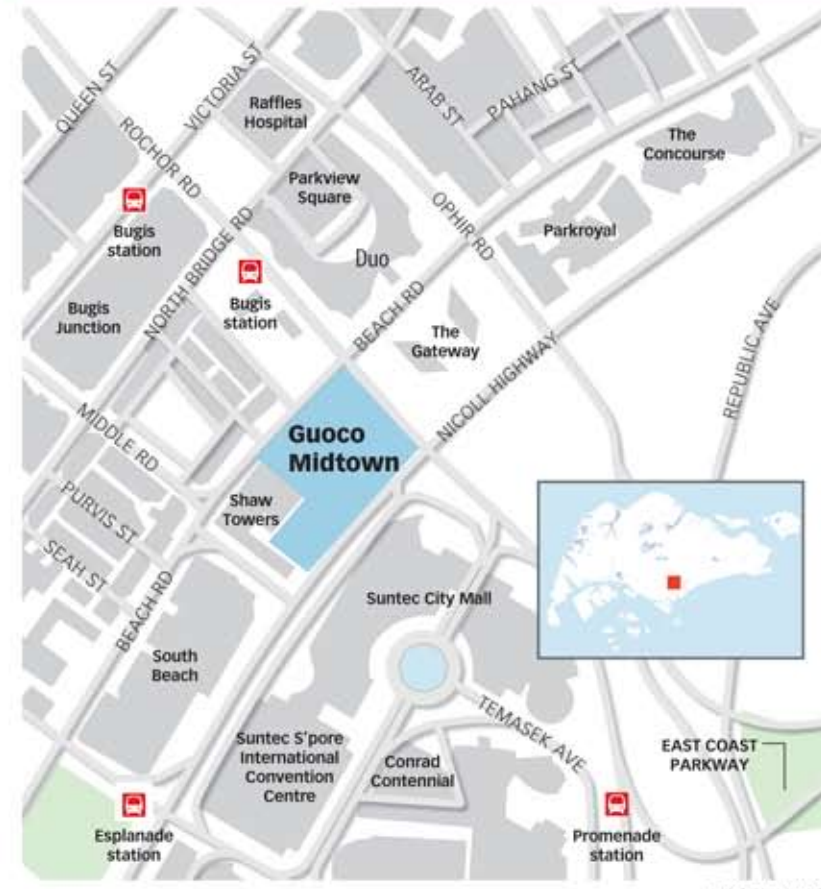 QUEEN ST
VICTORIA ST
ARAB ST
PAHANG ST
Raffles
Hospital
The
Concourse
ROCHOR RD
Parkview
Square
OPHIR RD
Parkroyal
Bugis
station
NORTH BRIDGE RD
Duo
Bugis
station
BEACH RD
Bugis
Junction
The
Gateway
NICOLL HIGHWAY
REPUBLIC AVE
MIDDLE RD
Guoco
Midtown
PURVIS ST
Shaw
Towers
SEAH ST
BEACH RD
Suntec City Mall
South
Beach
TEMASEK AVE
Suntec S'pore
International
Convention
Centre
Conrad
Contennial
EAST COAST
PARKWAY
Esplanade
station
Promenade
station